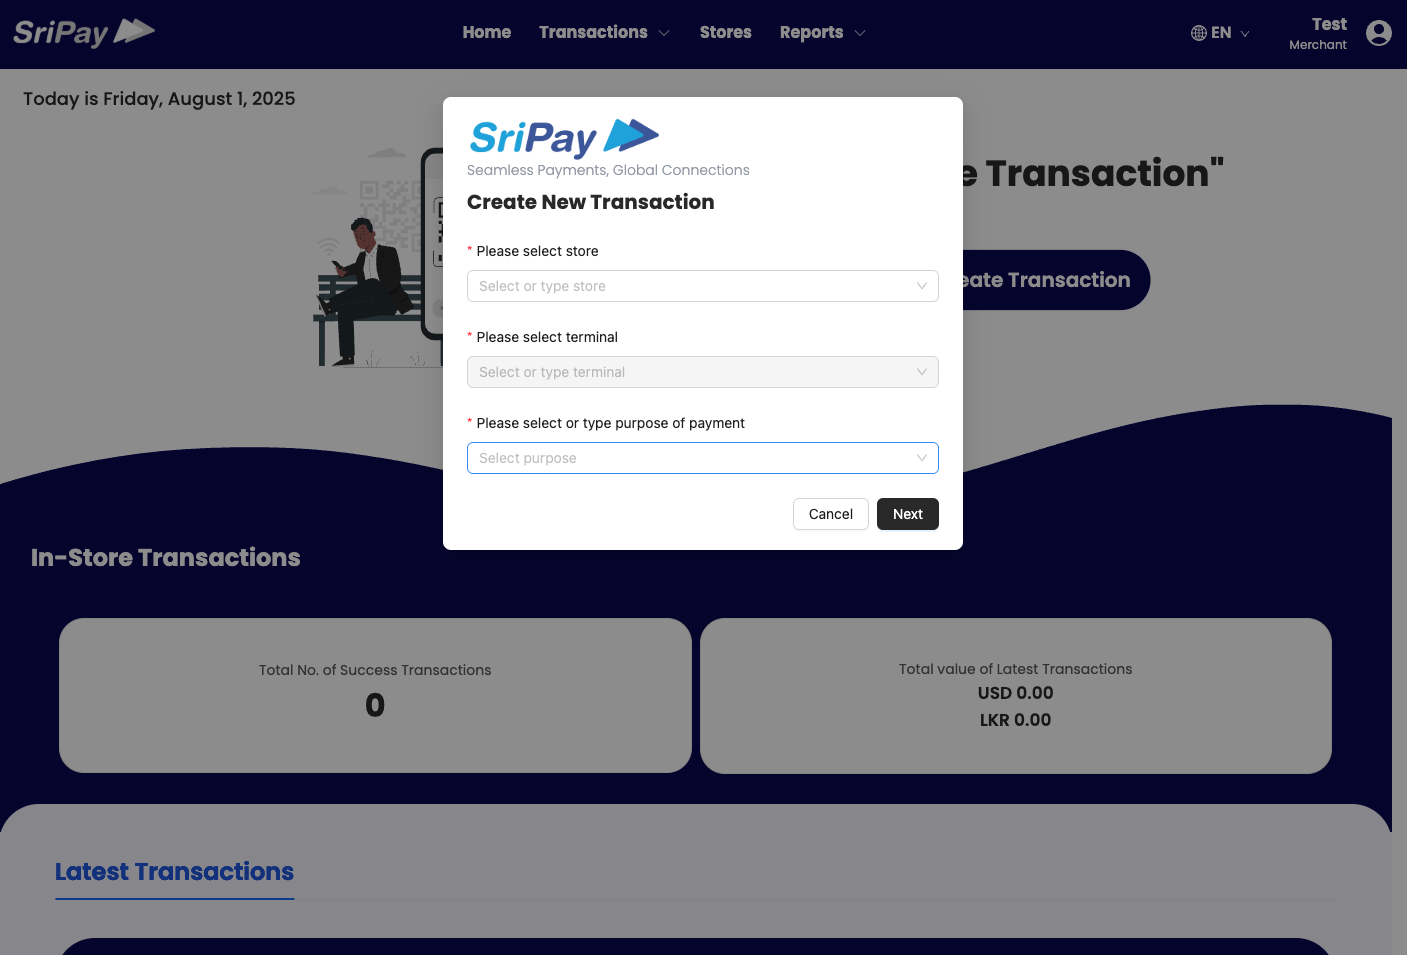 SriPay
Home
Transactions
Stores
Reports
EN
Test
Merchant
Today is Friday, August 1, 2025
Transaction"
eate Transaction
SriPay
Seamless Payments, Global Connections
Create New Transaction
* Please select store
Select or type store
* Please select terminal
Select or type terminal
* Please select or type purpose of payment
Select purpose
Cancel
Next
In-Store Transactions
Total No. of Success Transactions
0
Total value of Latest Transactions
USD 0.00
LKR 0.00
Latest Transactions